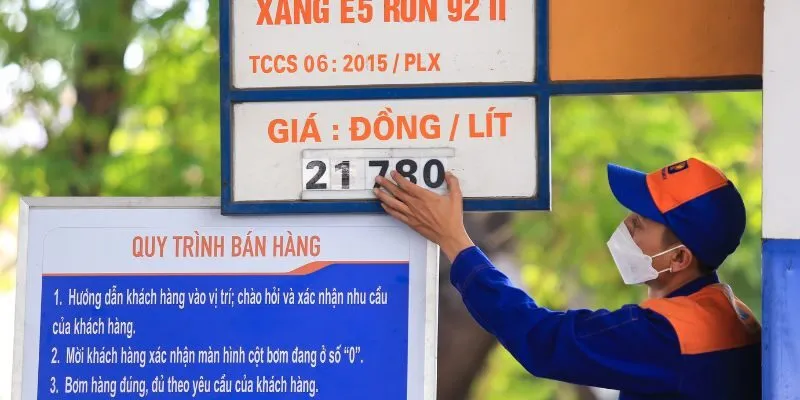 XĂNG E5 RON 92 II
TCCS 06 : 2015 / PLX
GIÁ : ĐỒNG / LÍT
21 780
QUY TRÌNH BÁN HÀNG
1. Hướng dẫn khách hàng vào vị trí; chào hỏi và xác nhận nhu cầu
của khách hàng.
2. Mời khách hàng xác nhận màn hình cột bơm đang ở số “0”.
3. Bơm hàng đúng, đủ theo yêu cầu của khách hàng.